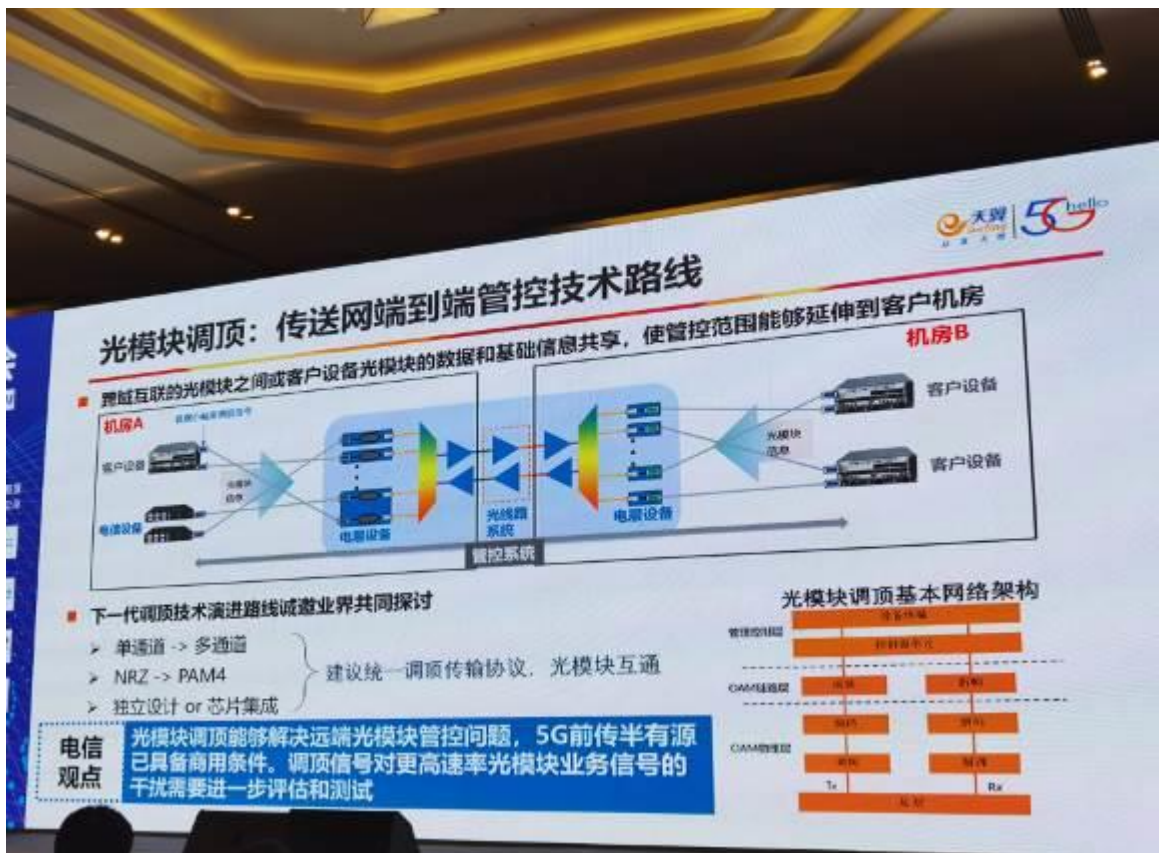 天翼
5G hello
光模块调顶：传送网端到端管控技术路线
跨域互联的光模块之间或客户设备光模块的数据和基础信息共享，使管控范围能够延伸到客户机房
机房A
机房B
客户设备
光模块
信息
电信设备
电层设备
光线路
系统
电层设备
光模块
信息
客户设备
客户设备
管控系统
下一代调顶技术演进路线诚邀业界共同探讨
单通道 -> 多通道
NRZ -> PAM4
独立设计 or 芯片集成
建议统一调顶传输协议，光模块互通
电信
观点
光模块调顶能够解决远端光模块管控问题，5G前传半有源
已具备商用条件。调顶信号对更高速率光模块业务信号的
干扰需要进一步评估和测试
光模块调顶基本网络架构
管理控制层
OAM链路层
OAM物理层
Tx
Rx